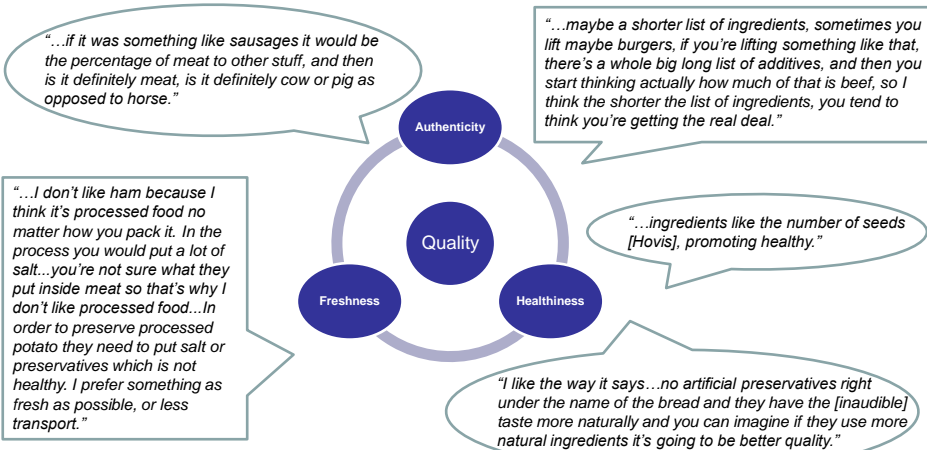 “…if it was something like sausages it would be
the percentage of meat to other stuff, and then
is it definitely meat, is it definitely cow or pig as
opposed to horse.”
“…maybe a shorter list of ingredients, sometimes you
lift maybe burgers, if you’re lifting something like that,
there’s a whole big long list of additives, and then you
start thinking actually how much of that is beef, so I
think the shorter the list of ingredients, you tend to
think you’re getting the real deal.”
Authenticity
“…I don’t like ham because I
think it’s processed food no
matter how you pack it. In the
process you would put a lot of
salt...you’re not sure what they
put inside meat so that’s why I
don’t like processed food...In
order to preserve processed
potato they need to put salt or
preservatives which is not
healthy. I prefer something as
fresh as possible, or less
transport.”
Quality
“…ingredients like the number of seeds
[Hovis], promoting healthy.”
Freshness
Healthiness
“I like the way it says…no artificial preservatives right
under the name of the bread and they have the [inaudible]
taste more naturally and you can imagine if they use more
natural ingredients it’s going to be better quality.”